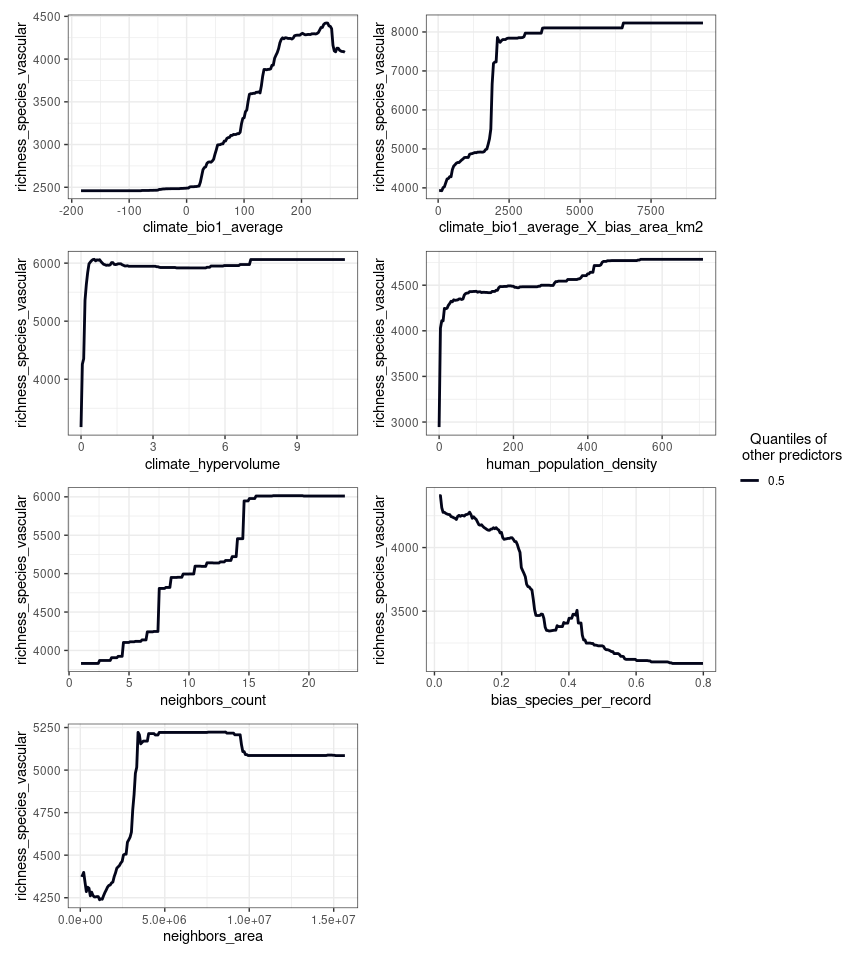 richness_species_vascular
4500
4000
3500
3000
2500
-200 -100 0 100 200
climate_bio1_average
richness_species_vascular
8000
7000
6000
5000
4000
0 2500 5000 7500
climate_bio1_average_X_bias_area_km2
richness_species_vascular
6000
5000
4000
0 3 6 9
climate_hypervolume
richness_species_vascular
4500
4000
3500
3000
0 200 400 600
human_population_density
richness_species_vascular
6000
5500
5000
4500
4000
0 5 10 15 20
neighbors_count
richness_species_vascular
4000
3500
0.0 0.2 0.4 0.6 0.8
bias_species_per_record
richness_species_vascular
5250
5000
4750
4500
4250
0.0e+00 5.0e+06 1.0e+07 1.5e+07
neighbors_area
Quantiles of
other predictors
0.5